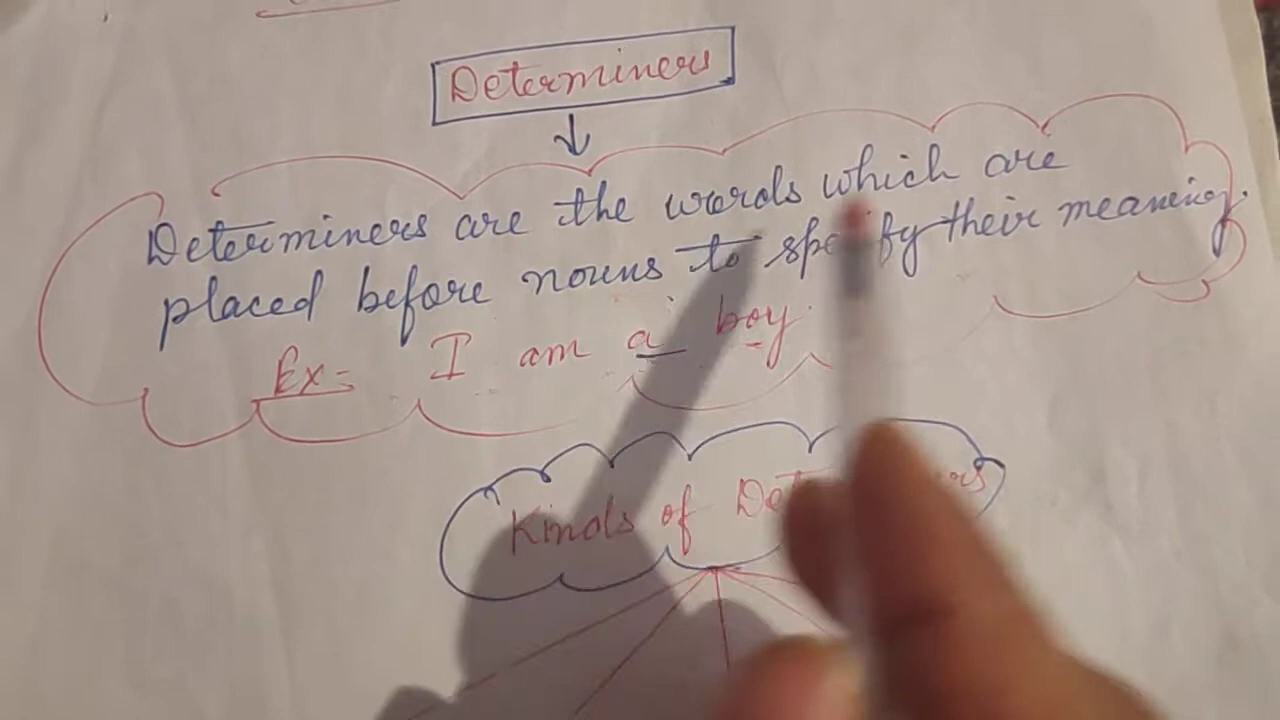 Determiners
Determiners are the words which are
placed before nouns to specify their meaning.
Ex= I am a boy.
Kinds of